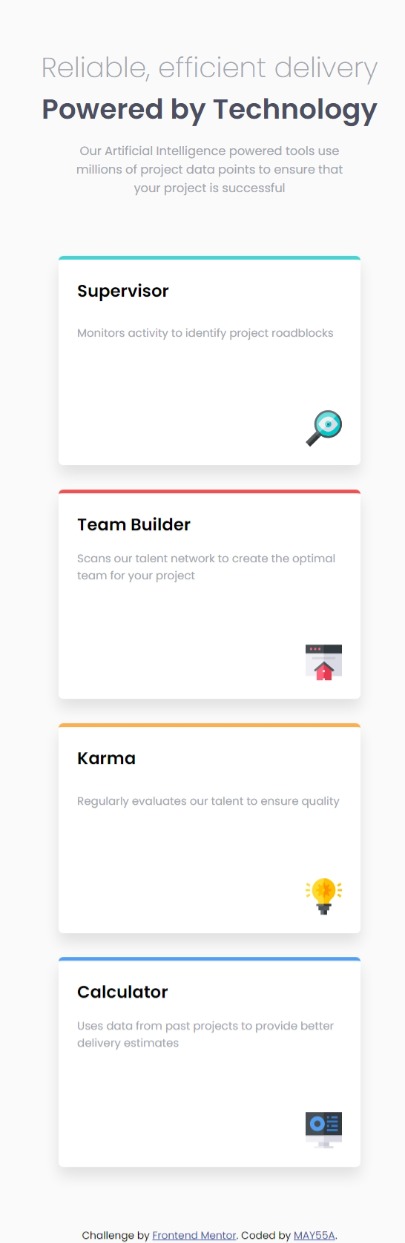 Reliable, efficient delivery
Powered by Technology
Our Artificial Intelligence powered tools use
millions of project data points to ensure that
your project is successful
Supervisor
Monitors activity to identify project roadblocks
Team Builder
Scans our talent network to create the optimal
team for your project
Karma
Regularly evaluates our talent to ensure quality
Calculator
Uses data from past projects to provide better
delivery estimates
Challenge by Frontend Mentor. Coded by MAY55A.